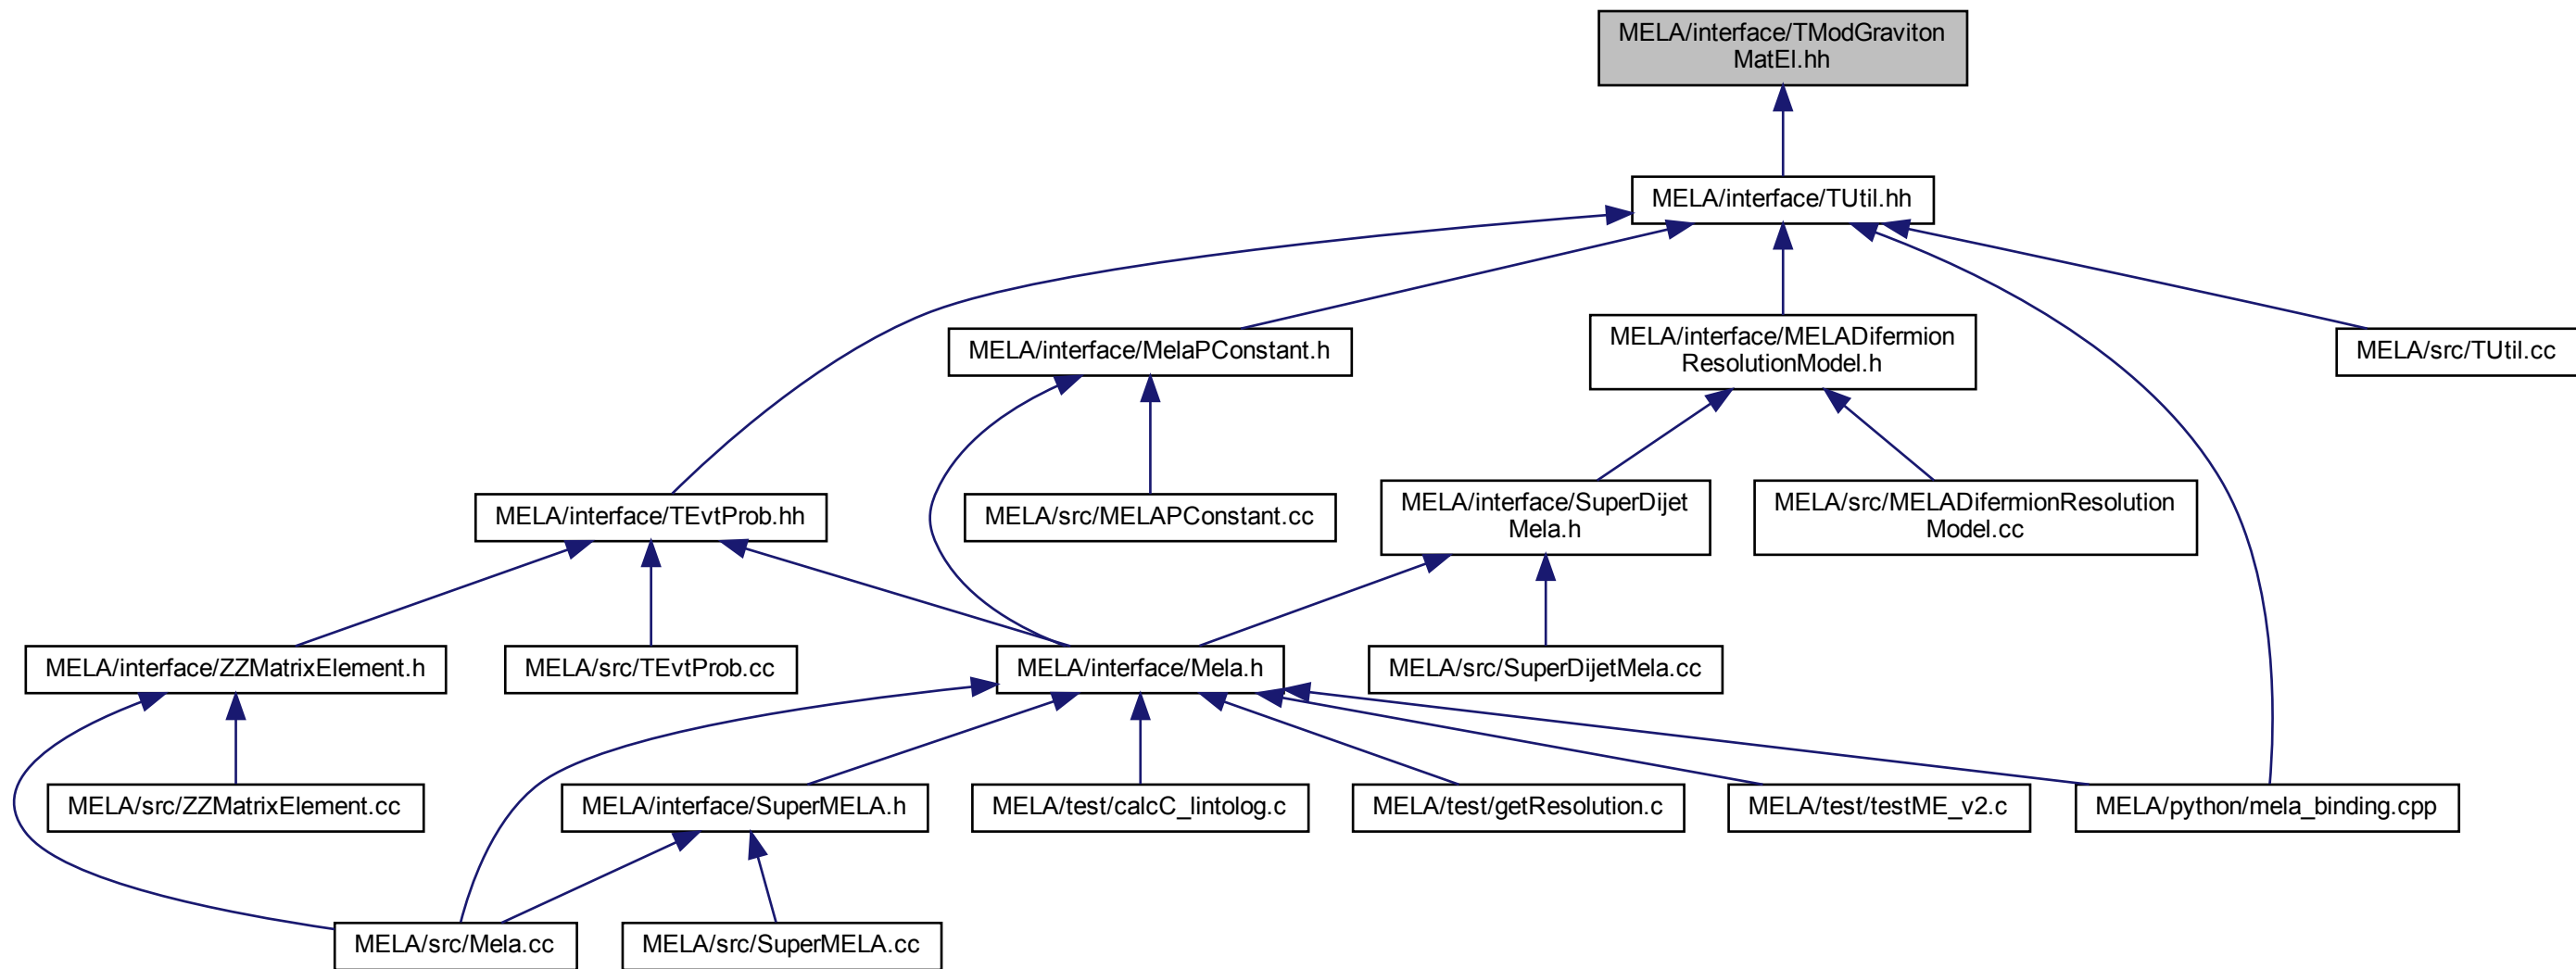 MELA/interface/TModGraviton
MatEl.hh
MELA/interface/TUtil.hh
MELA/interface/MelaPConstant.h
MELA/interface/MELADifermion
ResolutionModel.h
MELA/src/TUtil.cc
MELA/interface/TEvtProb.hh
MELA/src/MELAPConstant.cc
MELA/interface/SuperDijet
Mela.h
MELA/src/MELADifermionResolution
Model.cc
MELA/interface/ZZMatrixElement.h
MELA/src/TEvtProb.cc
MELA/interface/Mela.h
MELA/src/SuperDijetMela.cc
MELA/src/ZZMatrixElement.cc
MELA/interface/SuperMELA.h
MELA/test/calcC_lintolog.c
MELA/test/getResolution.c
MELA/test/testME_v2.c
MELA/python/mela_binding.cpp
MELA/src/Mela.cc
MELA/src/SuperMELA.cc